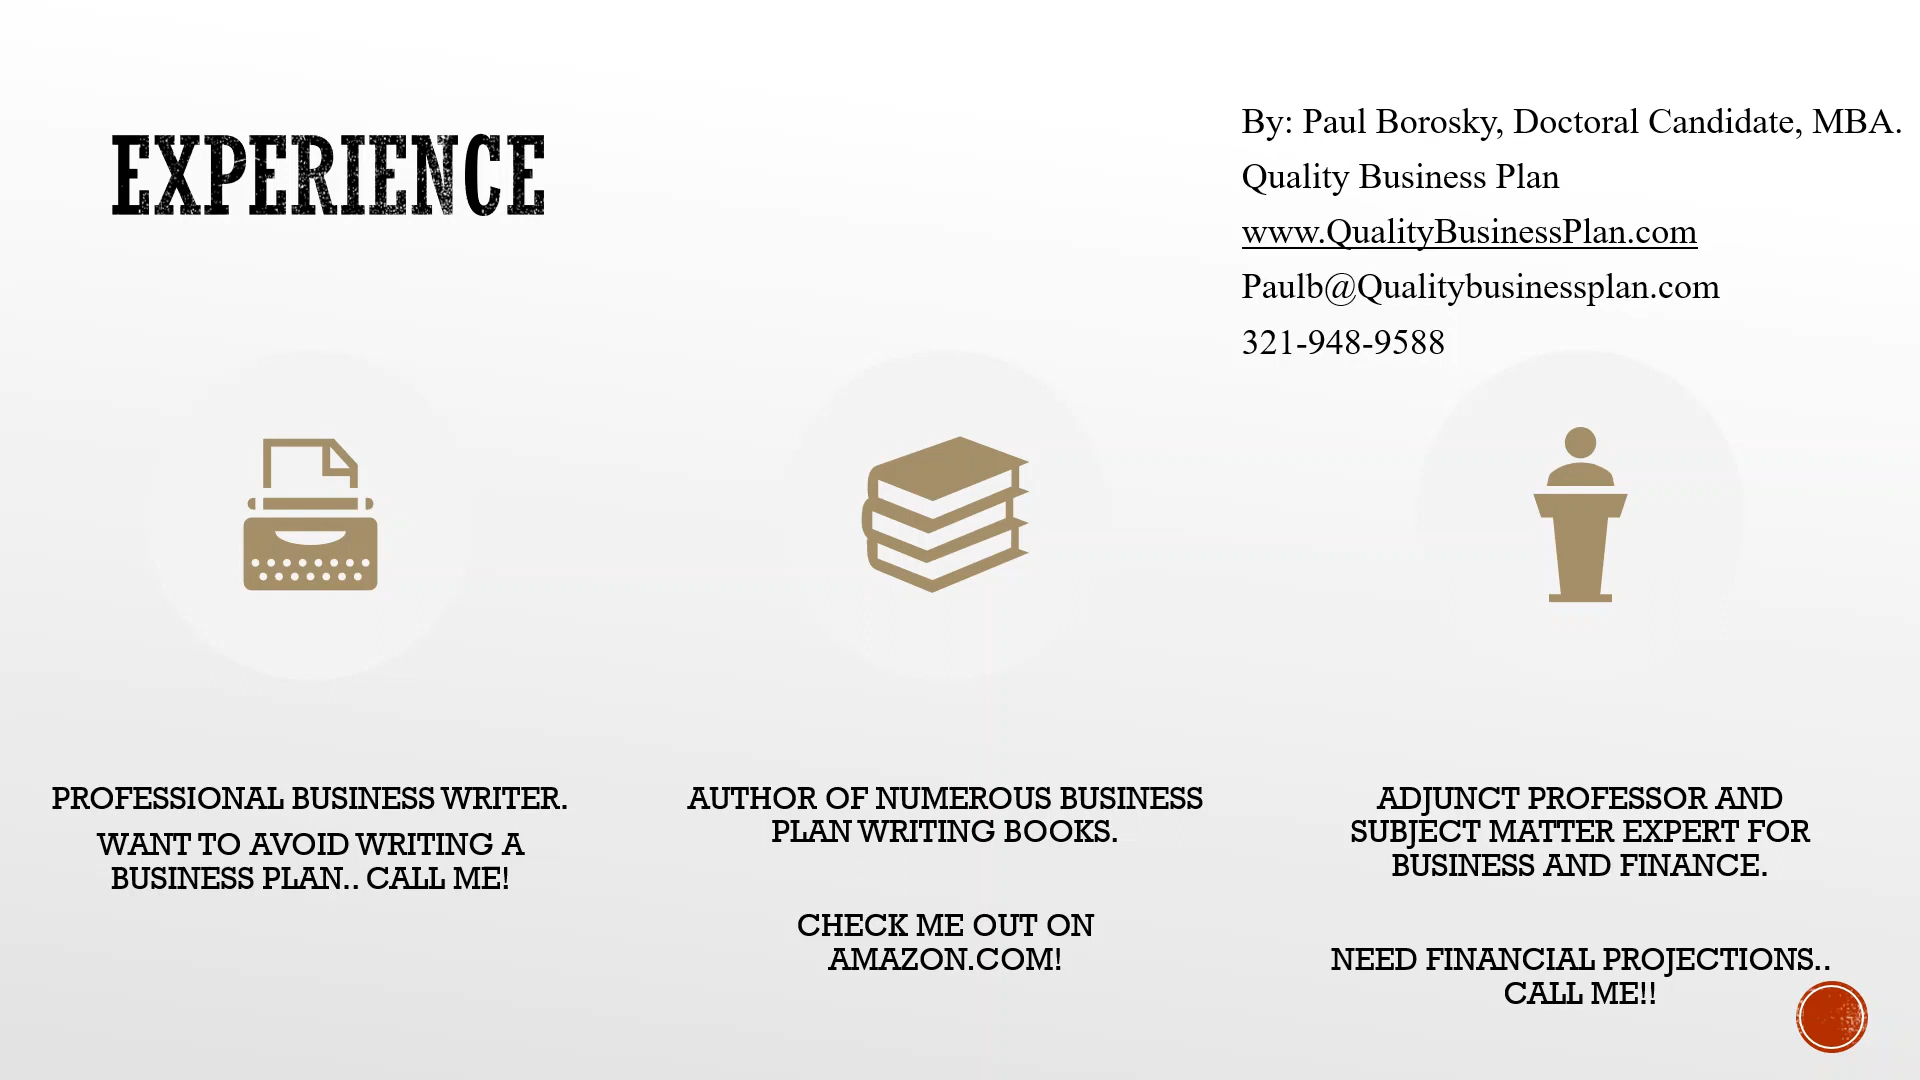 EXPERIENCE
By: Paul Borosky, Doctoral Candidate, MBA.
Quality Business Plan
www.QualityBusinessPlan.com
Paulb@Qualitybusinessplan.com
321-948-9588
PROFESSIONAL BUSINESS WRITER.
WANT TO AVOID WRITING A
BUSINESS PLAN.. CALL ME!
AUTHOR OF NUMEROUS BUSINESS
PLAN WRITING BOOKS.
CHECK ME OUT ON
AMAZON.COM!
ADJUNCT PROFESSOR AND
SUBJECT MATTER EXPERT FOR
BUSINESS AND FINANCE.
NEED FINANCIAL PROJECTIONS..
CALL ME!!